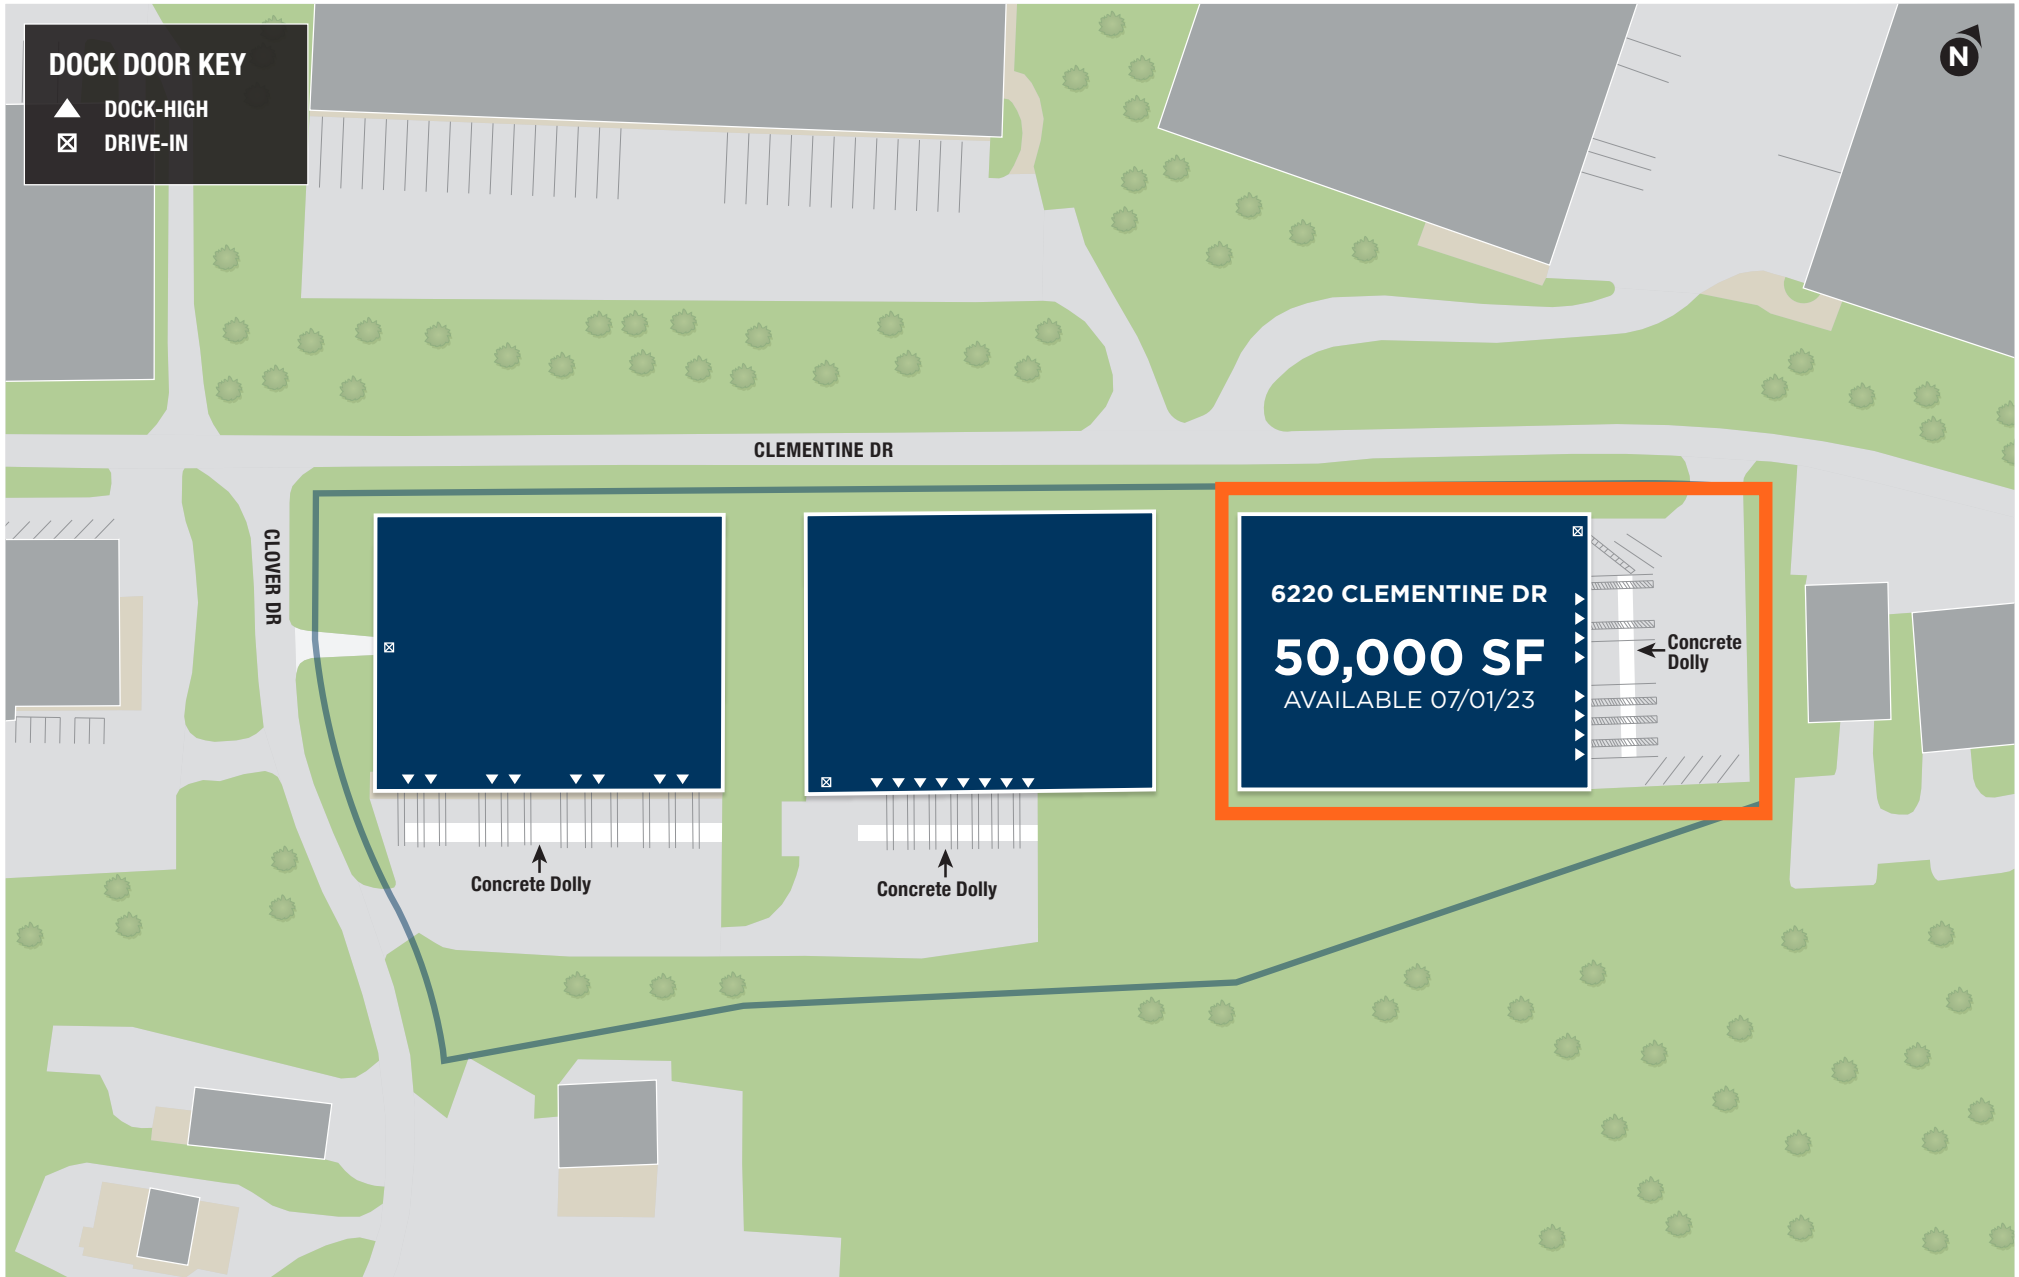 DOCK DOOR KEY
DOCK-HIGH
DRIVE-IN
N
CLEMENTINE DR
CLOVER DR
6220 CLEMENTINE DR
50,000 SF
AVAILABLE 07/01/23
Concrete
Dolly
Concrete Dolly
Concrete Dolly